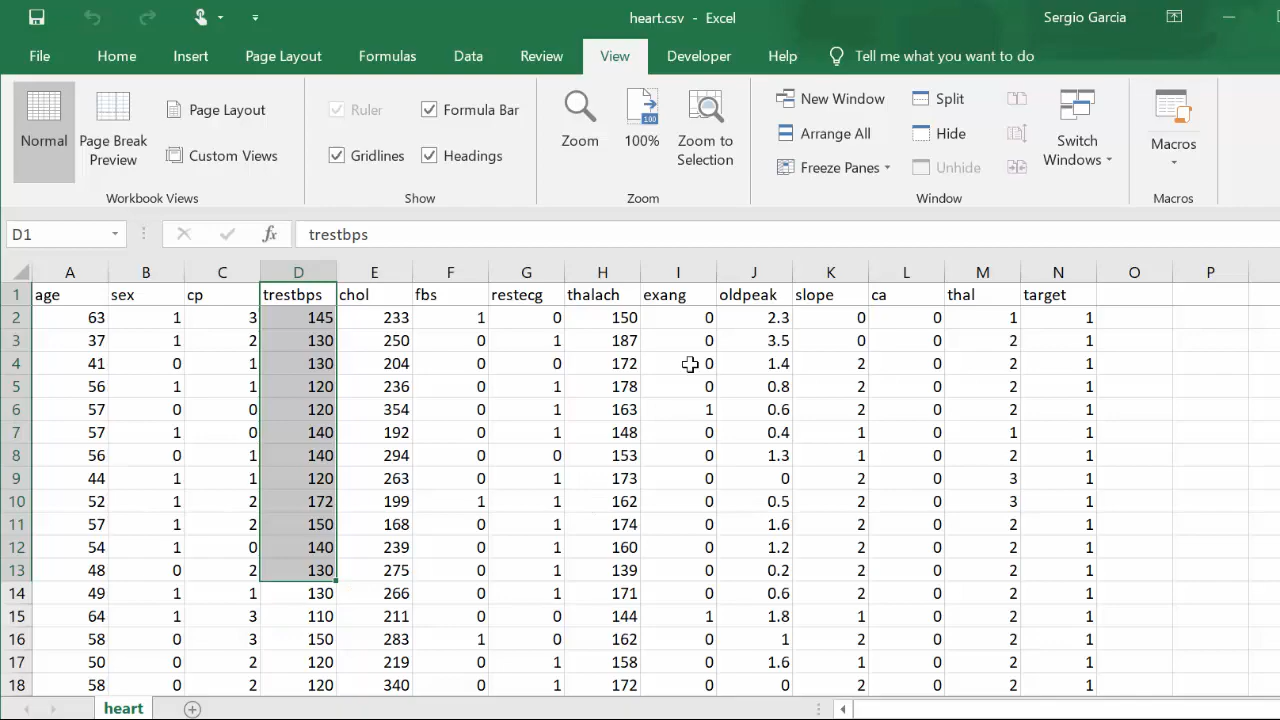 heart.csv - Excel
Sergio Garcia
File Home Insert Page Layout Formulas Data Review View Developer Help Tell me what you want to do
Normal
Page Break Preview
Page Layout
Custom Views
Workbook Views
Ruler
Formula Bar
Gridlines
Headings
Show
Zoom
100%
100
Zoom to Selection
Zoom
New Window
Arrange All
Freeze Panes
Split
Hide
Unhide
Switch Windows
Window
Macros
Macros
D1 fx trestbps
A B C D E F G H I J K L M N O P
1 age sex cp trestbps chol fbs restecg thalach exang oldpeak slope ca thal target
2 63 1 3 145 233 1 0 150 0 2.3 0 0 1 1
3 37 1 2 130 250 0 1 187 0 3.5 0 0 2 1
4 41 0 1 130 204 0 0 172 0 1.4 2 0 2 1
5 56 1 1 120 236 0 1 178 0 0.8 2 0 2 1
6 57 0 0 120 354 0 1 163 1 0.6 2 0 2 1
7 57 1 0 140 192 0 1 148 0 0.4 1 0 1 1
8 56 0 1 140 294 0 0 153 0 1.3 1 0 2 1
9 44 1 1 120 263 0 1 173 0 0 2 0 3 1
10 52 1 2 172 199 1 1 162 0 0.5 2 0 3 1
11 57 1 2 150 168 0 1 174 0 1.6 2 0 2 1
12 54 1 0 140 239 0 1 160 0 1.2 2 0 2 1
13 48 0 2 130 275 0 1 139 0 0.2 2 0 2 1
14 49 1 1 130 266 0 1 171 0 0.6 2 0 2 1
15 64 1 3 110 211 0 0 144 1 1.8 1 0 2 1
16 58 0 3 150 283 1 0 162 0 1 2 0 2 1
17 50 0 2 120 219 0 1 158 0 1.6 1 0 2 1
18 58 0 2 120 340 0 1 172 0 0 2 0 2 1
heart